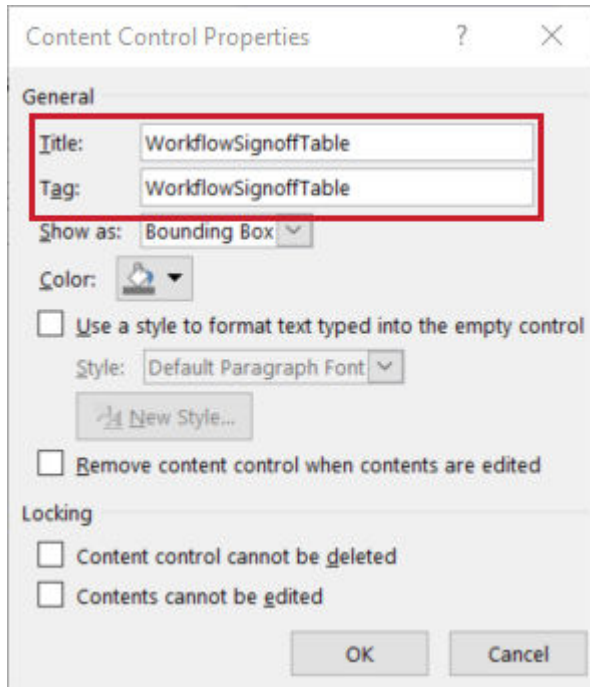 Content Control Properties ?
General
Title: WorkflowSignoffTable
Tag: WorkflowSignoffTable
Show as: Bounding Box
Color:
Use a style to format text typed into the empty control
Style: Default Paragraph Font
New Style...
Remove content control when contents are edited
Locking
Content control cannot be deleted
Contents cannot be edited
OK Cancel